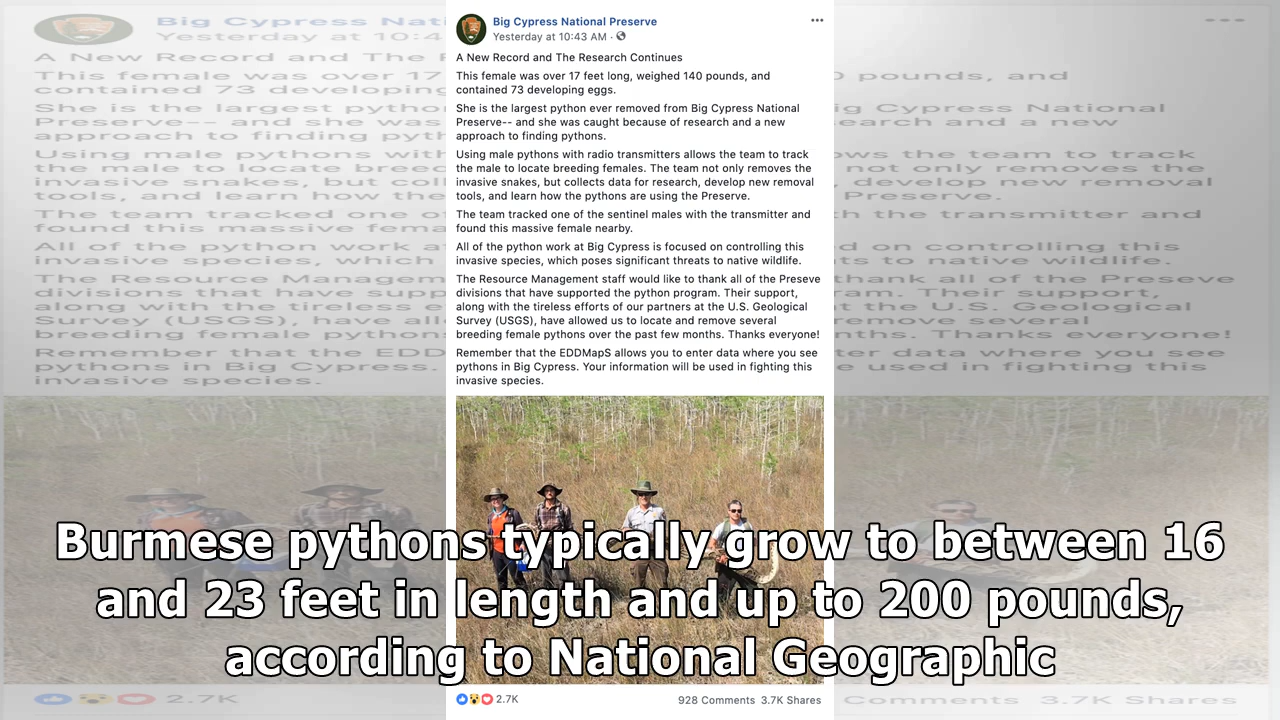 Big Cypress National Preserve
Yesterday at 10:43 AM ·
A New Record and The Research Continues
This female was over 17 feet long, weighed 140 pounds, and
contained 73 developing eggs.
She is the largest python ever removed from Big Cypress National
Preserve-- and she was caught because of research and a new
approach to finding pythons.
Using male pythons with radio transmitters allows the team to track
the male to locate breeding females. The team not only removes the
invasive snakes, but collects data for research, develop new removal
tools, and learn how the pythons are using the Preserve.
The team tracked one of the sentinel males with the transmitter and
found this massive female nearby.
All of the python work at Big Cypress is focused on controlling this
invasive species, which poses significant threats to native wildlife.
The Resource Management staff would like to thank all of the Preseve
divisions that have supported the python program. Their support,
along with the tireless efforts of our partners at the U.S. Geological
Survey (USGS), have allowed us to locate and remove several
breeding female pythons over the past few months. Thanks everyone!
Remember that the EDDMapS allows you to enter data where you see
pythons in Big Cypress. Your information will be used in fighting this
invasive species.
Burmese pythons typically grow to between 16
and 23 feet in length and up to 200 pounds,
according to National Geographic
2.7K
928 Comments 3.7K Shares